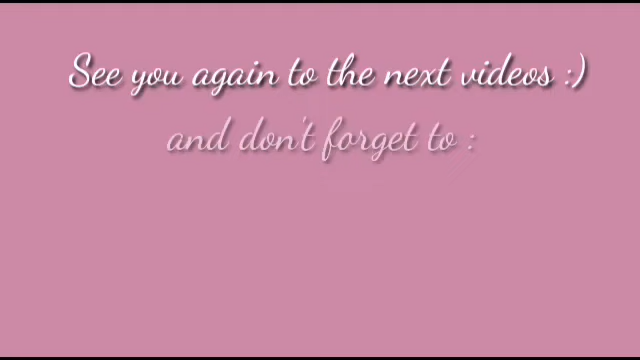 See you again to the next videos :)
and don't forget to :